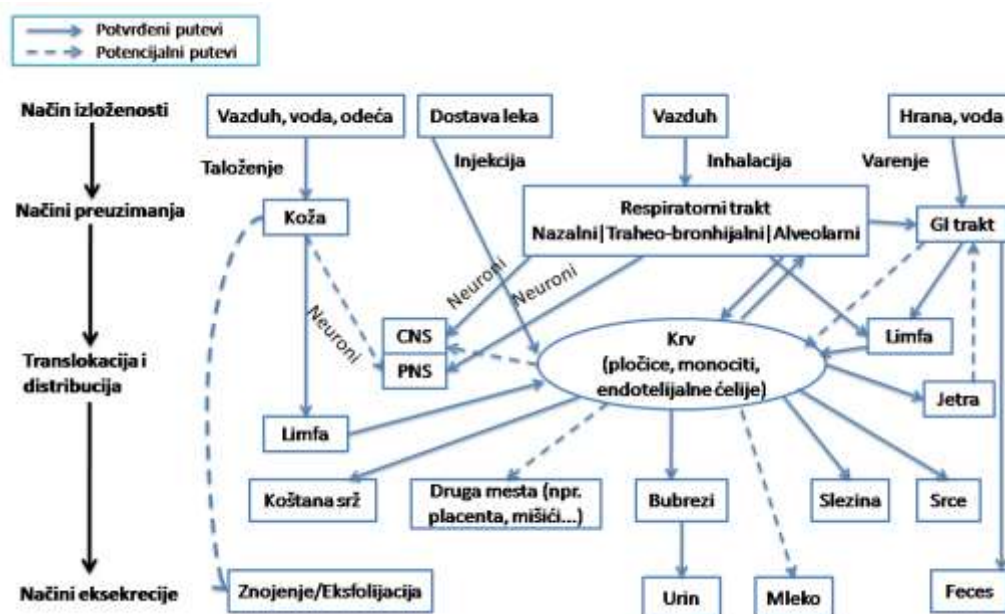 Potvrđeni putevi
Potencijalni putevi
Način izloženosti
Vazduh, voda, odeća
Dostava leka
Vazduh
Hrana, voda
Taloženje
Injekcija
Inhalacija
Varenje
Načini preuzimanja
Koža
Respiratorni trakt
Nazalni|Traheo-bronhijalni|Alveolarni
GI trakt
Neuroni
Neuroni
Neuroni
CNS
PNS
Krv
(pločice, monociti,
endotelijalne ćelije)
Limfa
Translokacija i
distribucija
Jetra
Limfa
Koštana srž
Druga mesta (npr.
placenta, mišići...)
Bubrezi
Slezina
Srce
Načini eksekrecije
Znojenje/Eksfolijacija
Urin
Mleko
Feces